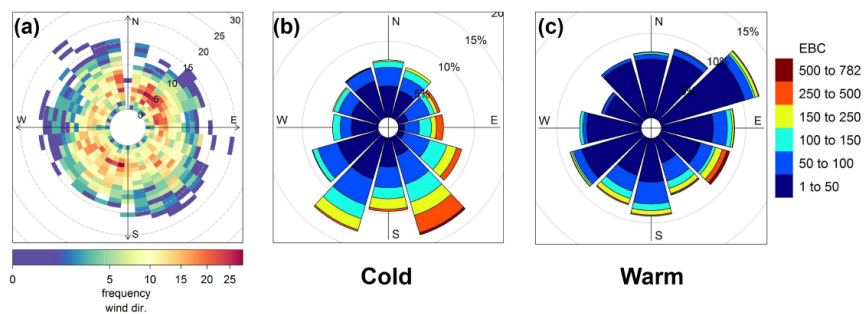 (a)
N
30
25
20
15
10
5
0
W
E
S
0
5
10
15
20
25
frequency
wind dir.
(b)
N
20
15%
10%
5%
W
E
S
Cold
(c)
N
15%
10%
5%
W
E
S
Warm
EBC
500 to 782
250 to 500
150 to 250
100 to 150
50 to 100
1 to 50